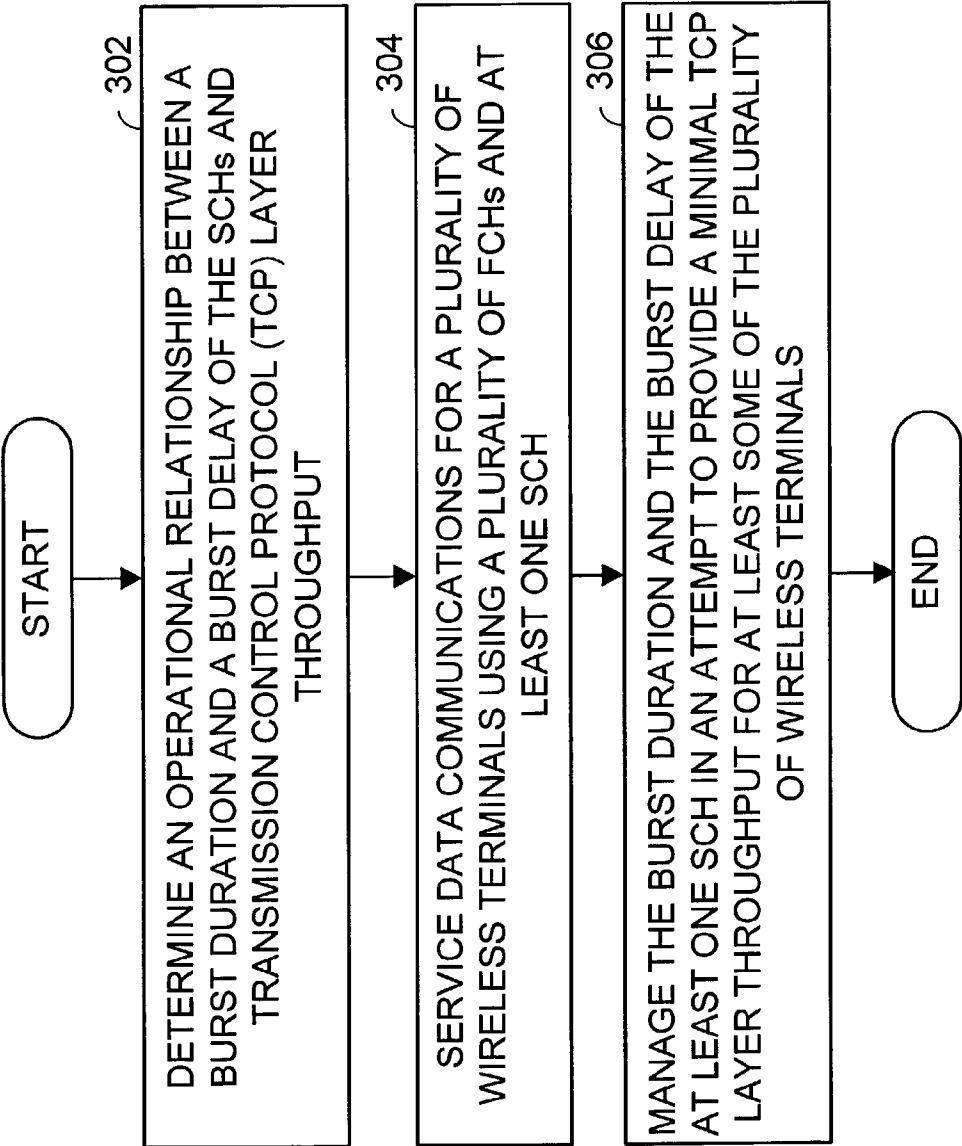 START
302
DETERMINE AN OPERATIONAL RELATIONSHIP BETWEEN A
BURST DURATION AND A BURST DELAY OF THE SCHs AND
TRANSMISSION CONTROL PROTOCOL (TCP) LAYER
THROUGHPUT
304
SERVICE DATA COMMUNICATIONS FOR A PLURALITY OF
WIRELESS TERMINALS USING A PLURALITY OF FCHs AND AT
LEAST ONE SCH
306
MANAGE THE BURST DURATION AND THE BURST DELAY OF THE
AT LEAST ONE SCH IN AN ATTEMPT TO PROVIDE A MINIMAL TCP
LAYER THROUGHPUT FOR AT LEAST SOME OF THE PLURALITY
OF WIRELESS TERMINALS
END